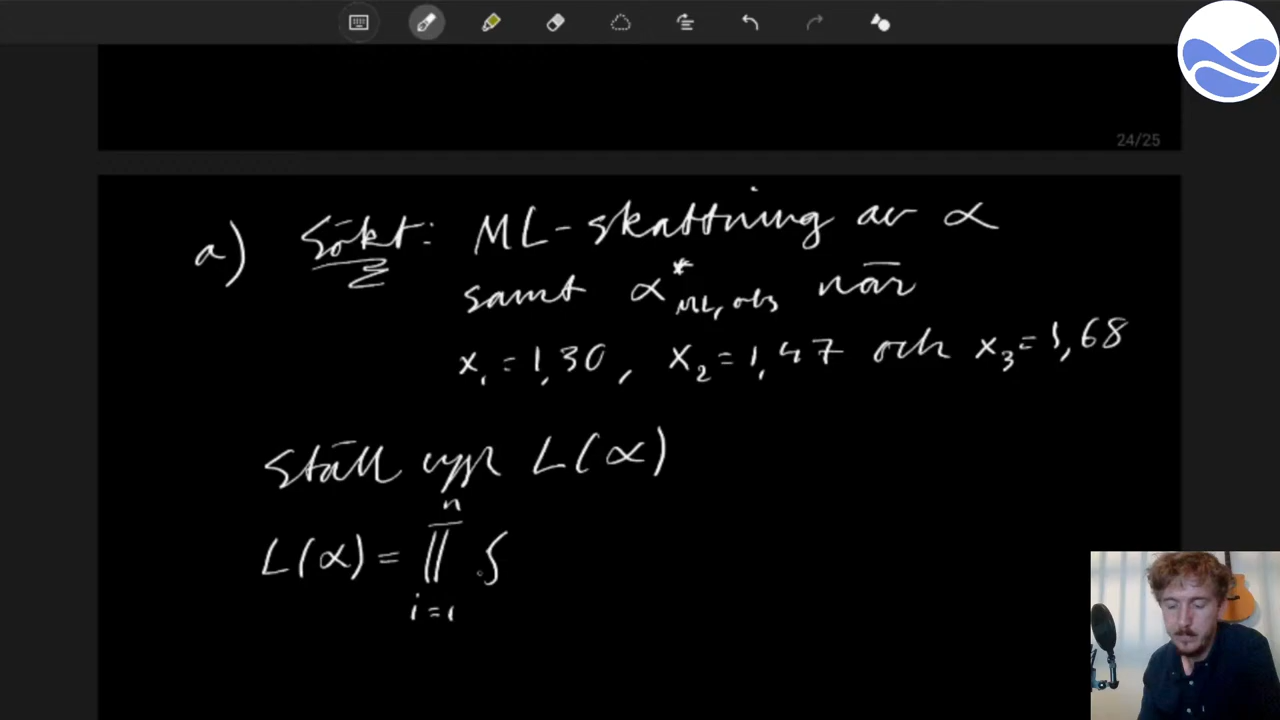 24/25
a) Sökt: ML-skattning av α
samt α*ML,obs när
x₁ = 1,30, x₂ = 1,47 och x₃ = 1,68
Ställ upp L(α)
L(α) = ∏ⁿᵢ₌₁ f